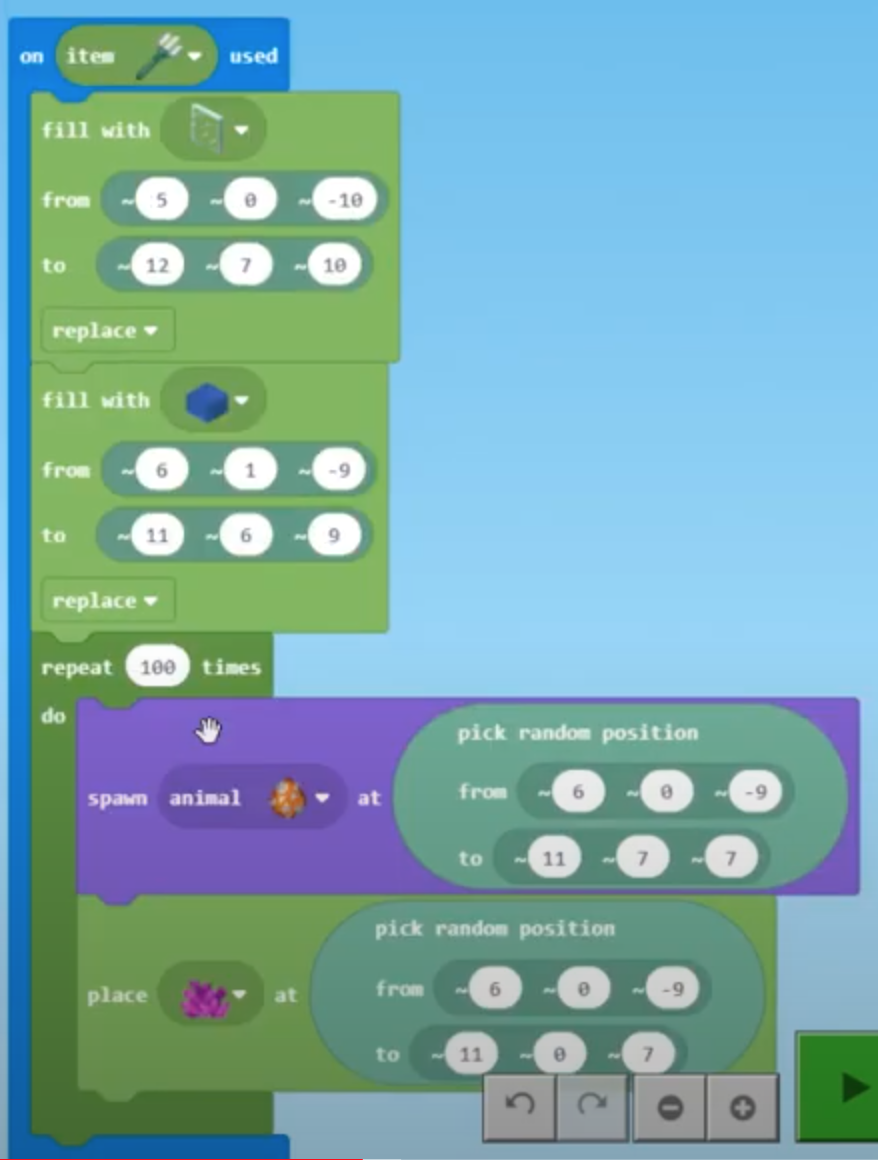 on item used
fill with
from ~5 ~0 ~-10
to ~12 ~7 ~10
replace
fill with
from ~6 ~1 ~-9
to ~11 ~6 ~9
replace
repeat 100 times
do
pick random position
from ~6 ~0 ~-9
spawn animal at
to ~11 ~7 ~7
pick random position
from ~6 ~0 ~-9
place at
to ~11 ~0 ~7